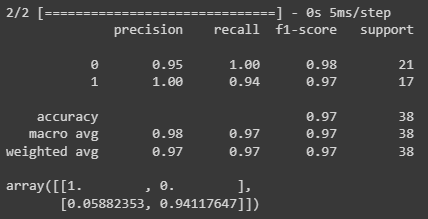 2/2 [==============================] - 0s 5ms/step
              precision    recall  f1-score   support

           0       0.95      1.00      0.98        21
           1       1.00      0.94      0.97        17

    accuracy                           0.97        38
   macro avg       0.98      0.97      0.97        38
weighted avg       0.97      0.97      0.97        38

array([[1.        , 0.        ],
       [0.05882353, 0.94117647]])